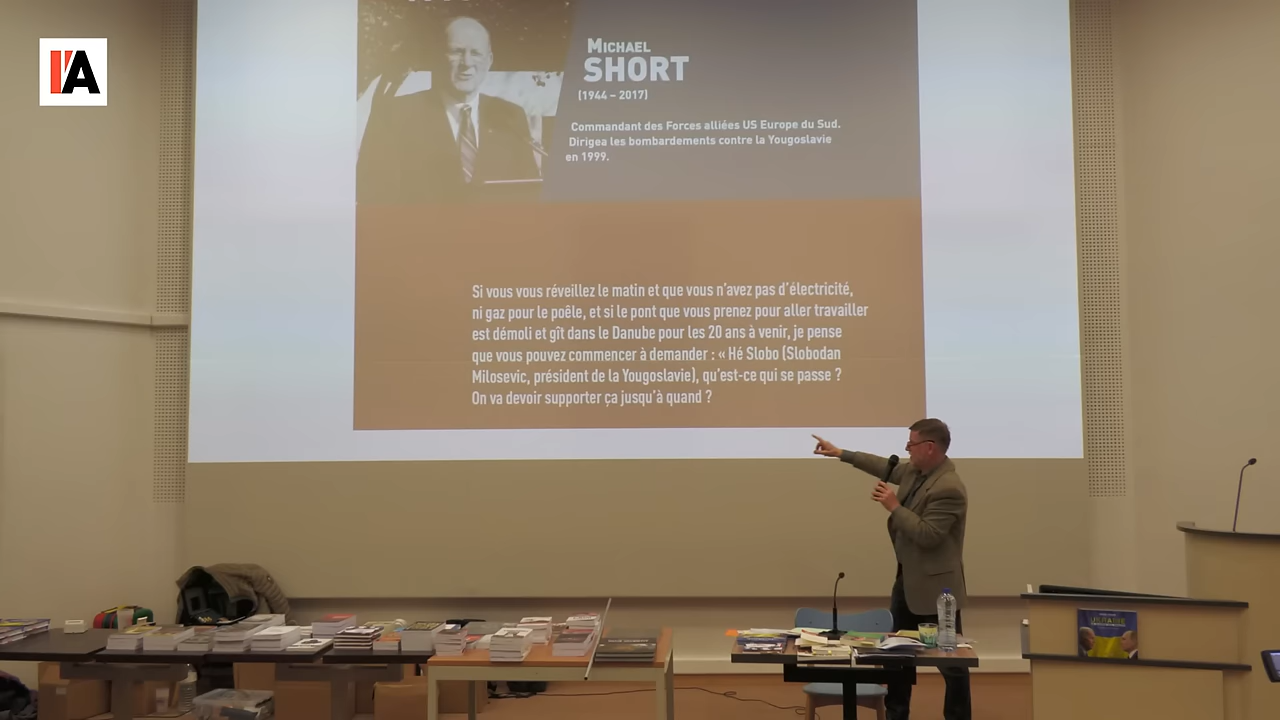 I'A
MICHAEL
SHORT
(1944 – 2017)
Commandant des Forces alliées US Europe du Sud.
Dirigea les bombardements contre la Yougoslavie
en 1999.
Si vous vous réveillez le matin et que vous n'avez pas d'électricité,
ni gaz pour le poêle, et si le pont que vous prenez pour aller travailler
est démoli et gît dans le Danube pour les 20 ans à venir, je pense
que vous pouvez commencer à demander : « Hé Slobo (Slobodan
Milosevic, président de la Yougoslavie), qu'est-ce qui se passe ?
On va devoir supporter ça jusqu'à quand ?
UKRAINE